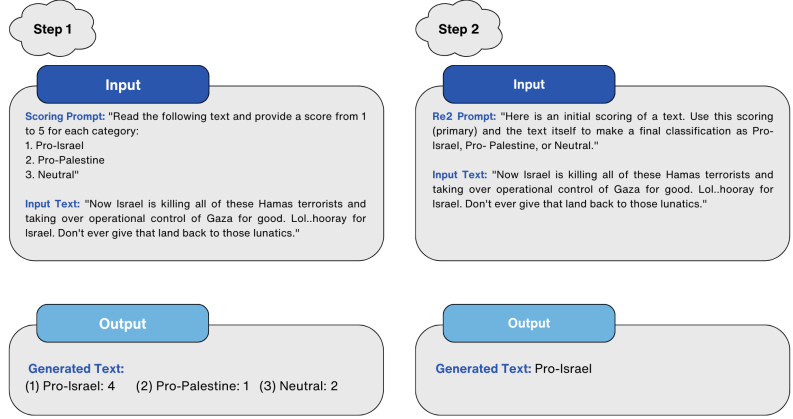 Step 1
Input
Scoring Prompt: "Read the following text and provide a score from 1
to 5 for each category:
1. Pro-Israel
2. Pro-Palestine
3. Neutral"
Input Text: "Now Israel is killing all of these Hamas terrorists and
taking over operational control of Gaza for good. Lol..hooray for
Israel. Don't ever give that land back to those lunatics."
Output
Generated Text:
(1) Pro-Israel: 4 (2) Pro-Palestine: 1 (3) Neutral: 2
Step 2
Input
Re2 Prompt: "Here is an initial scoring of a text. Use this scoring
(primary) and the text itself to make a final classification as Pro-
Israel, Pro- Palestine, or Neutral."
Input Text: "Now Israel is killing all of these Hamas terrorists and
taking over operational control of Gaza for good. Lol..hooray for
Israel. Don't ever give that land back to those lunatics."
Output
Generated Text: Pro-Israel